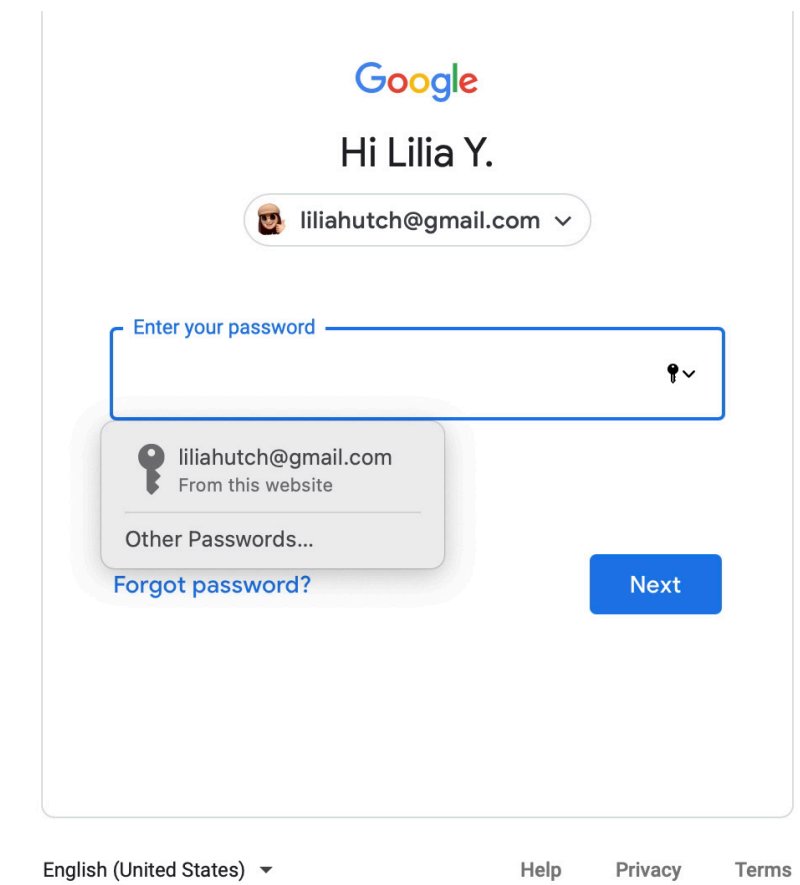 Google
Hi Lilia Y.
liliahutch@gmail.com
Enter your password
liliahutch@gmail.com
From this website
Other Passwords...
Forgot password?
Next
English (United States)
Help Privacy Terms